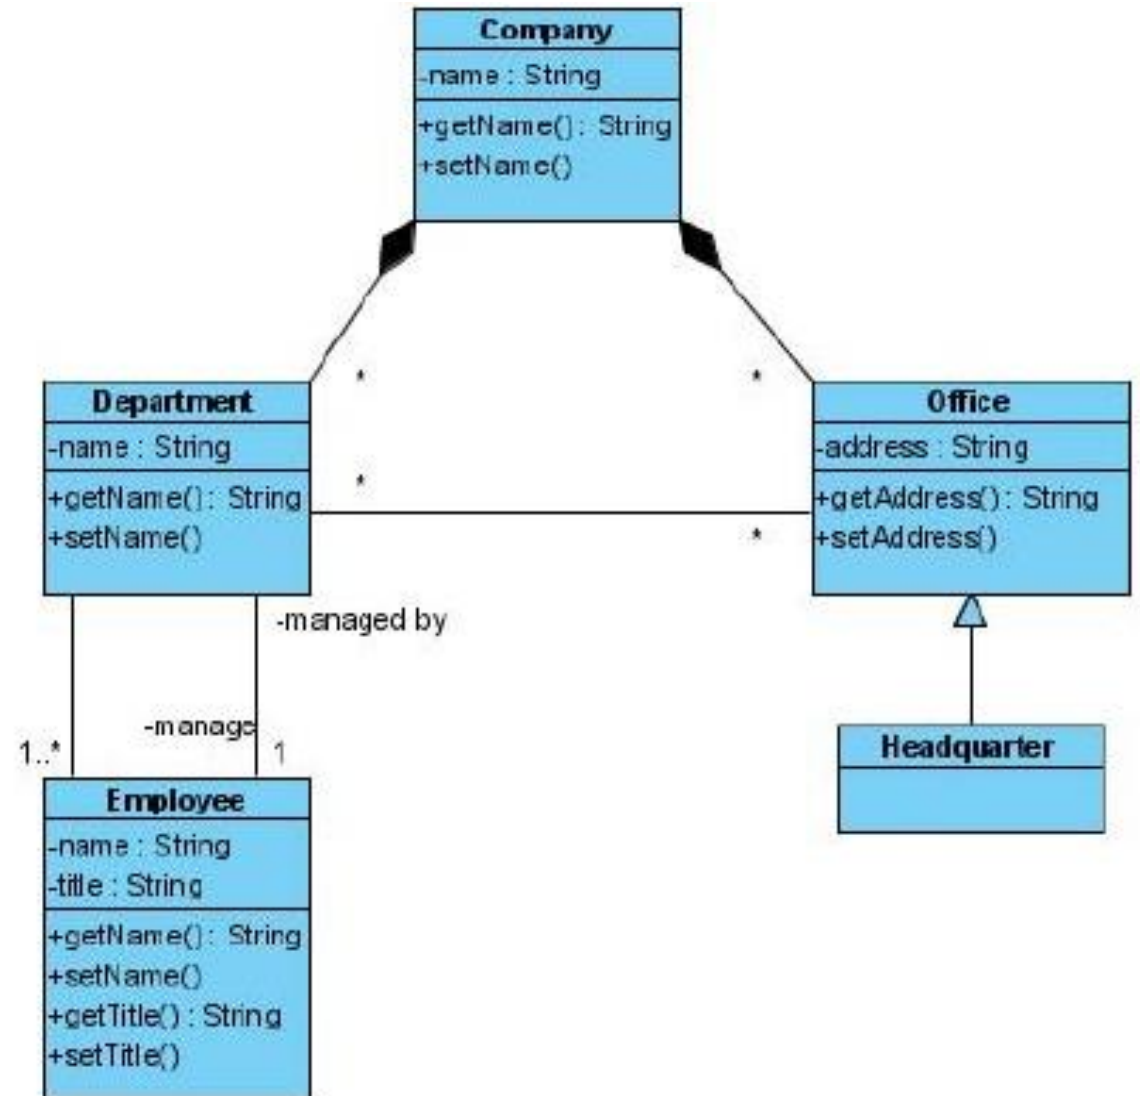 Company
-name : String
+getName() : String
+setName()
*
*
Department
-name : String
+getName() : String
+setName()
Office
-address : String
+getAddress() : String
+setAddress()
*
*
-managed by
-manage
1..*
1
Employee
-name : String
-title : String
+getName() : String
+setName()
+getTitle() : String
+setTitle()
Headquarter